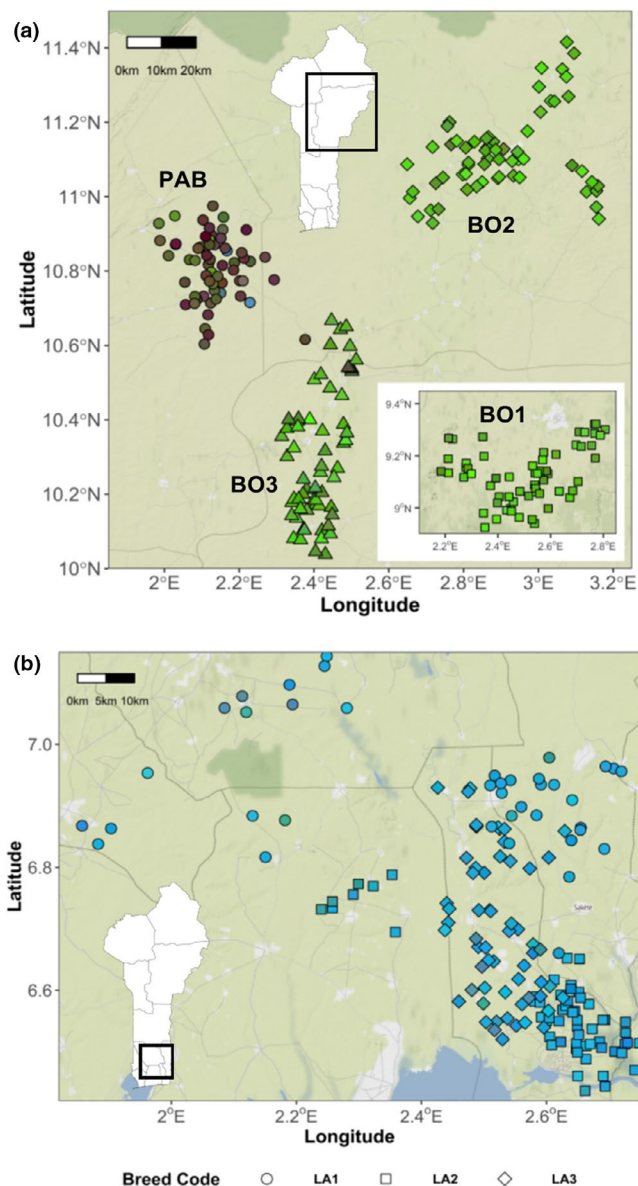 (a)
11.4°N
11.2°N
11°N
10.8°N
10.6°N
10.4°N
10.2°N
10°N
Latitude
0km 10km 20km
PAB
BO2
BO3
BO1
9.4°N
9.2°N
9°N
2.2°E 2.4°E 2.6°E 2.8°E
2°E 2.2°E 2.4°E 2.6°E 2.8°E 3°E 3.2°E
Longitude
(b)
0km 5km 10km
7.0
6.8
6.6
Latitude
2°E 2.2°E 2.4°E 2.6°E
Longitude
Breed Code LA1 LA2 LA3